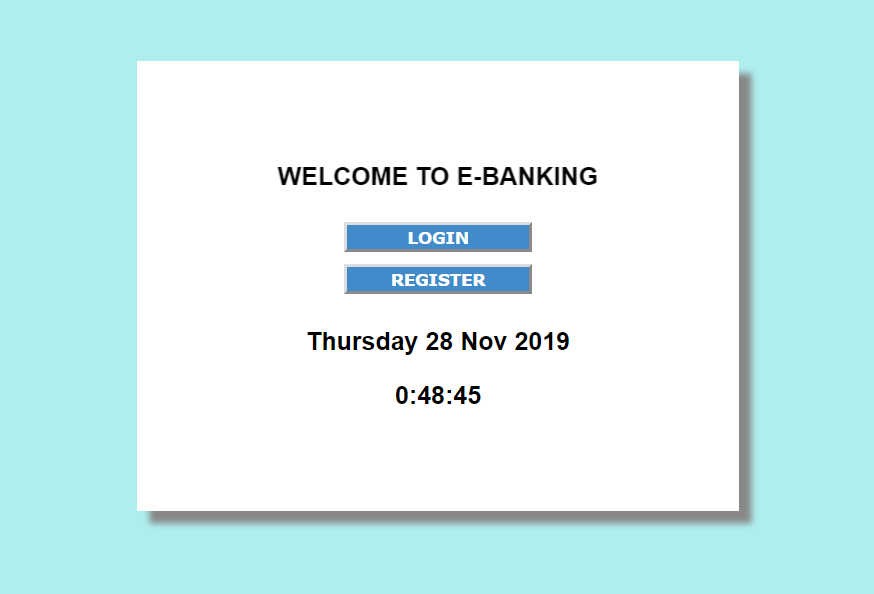 WELCOME TO E-BANKING
LOGIN
REGISTER
Thursday 28 Nov 2019
0:48:45